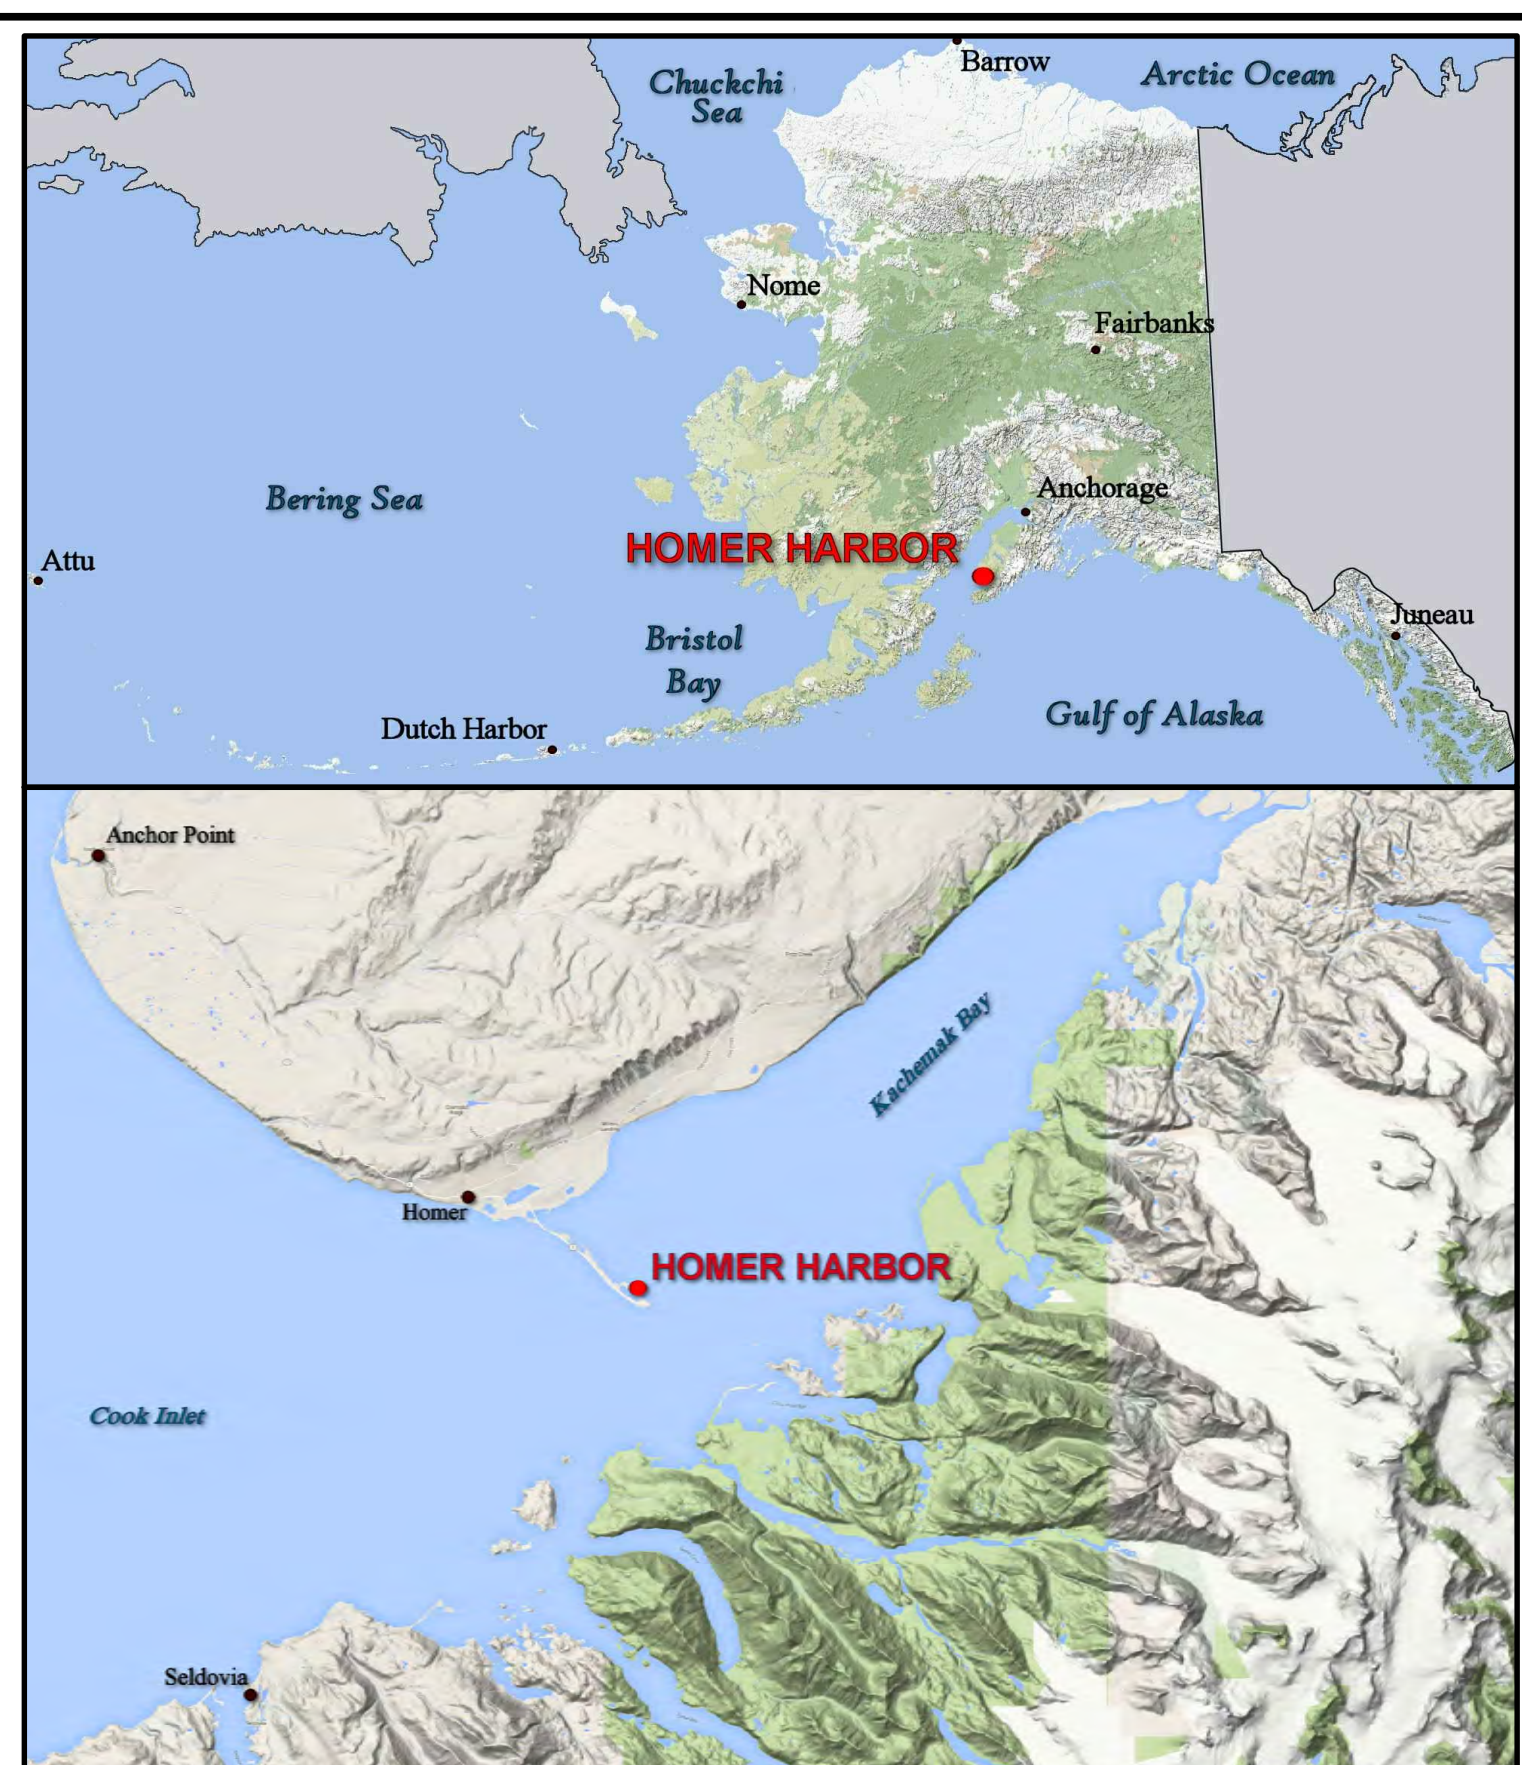 Barrow
Arctic Ocean
Chuckchi
Sea
Nome
Fairbanks
Anchorage
Bering Sea
HOMER HARBOR
Attu
Juneau
Bristol
Bay
Gulf of Alaska
Dutch Harbor
Anchor Point
Kachemak Bay
Homer
HOMER HARBOR
Cook Inlet
Seldovia